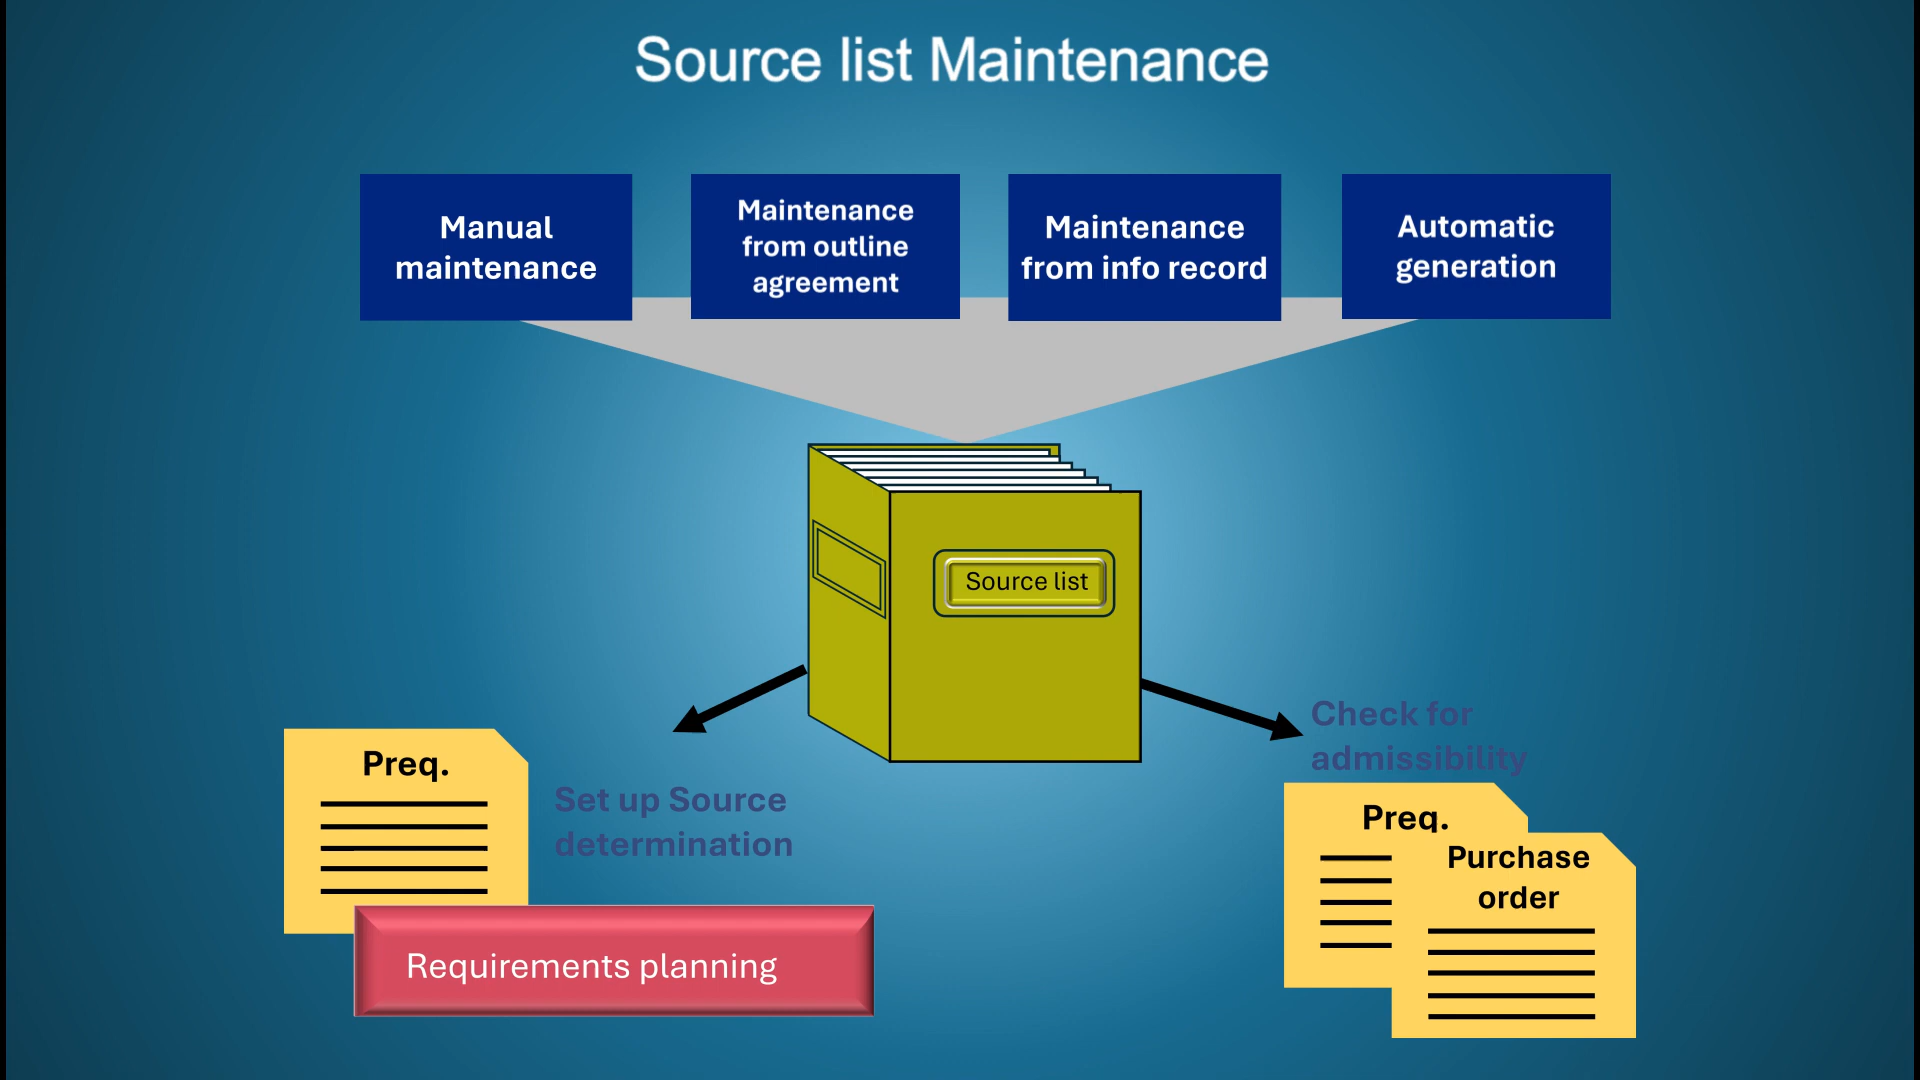 Source list Maintenance
Manual
maintenance
Maintenance
from outline
agreement
Maintenance
from info record
Automatic
generation
Source list
Check for
admissibility
Preq.
Set up Source
determination
Requirements planning
Preq.
Purchase
order